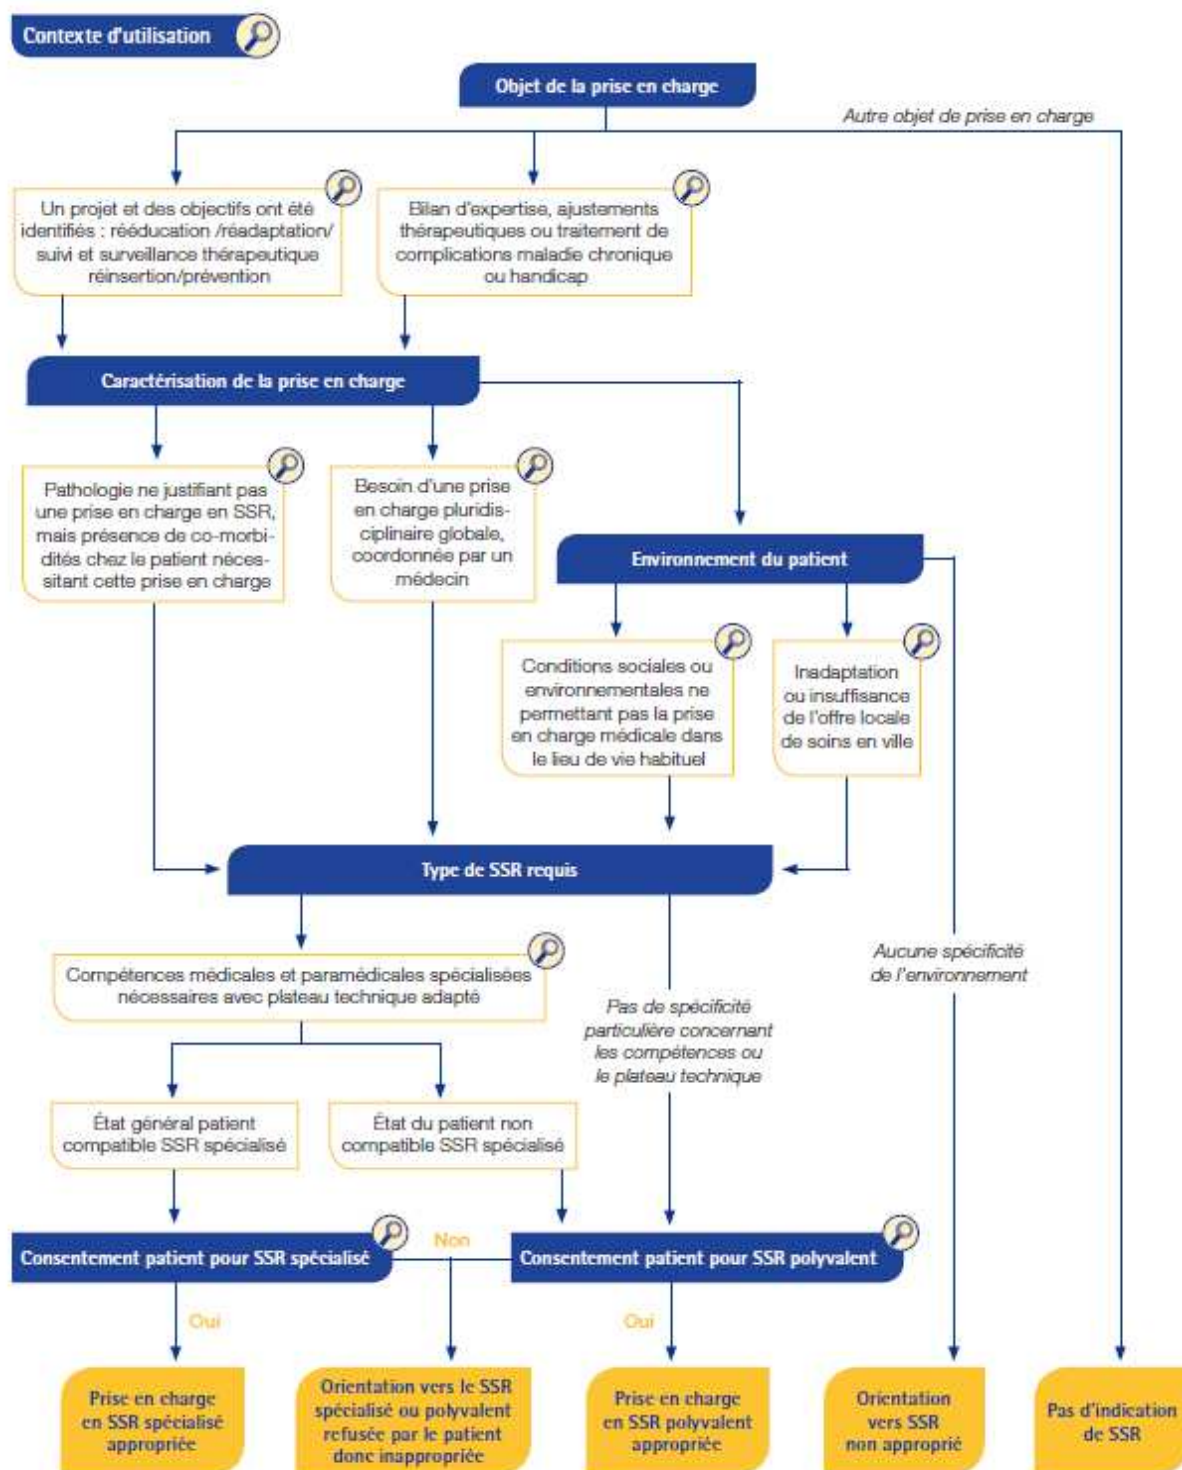 Contexte d'utilisation
Objet de la prise en charge
Autre objet de prise en charge
Un projet et des objectifs ont été
identifiés : rééducation /réadaptation/
suivi et surveillance thérapeutique
réinsertion/prévention
Bilan d'expertise, ajustements
thérapeutiques ou traitement de
complications maladie chronique
ou handicap
Caractérisation de la prise en charge
Pathologie ne justifiant pas
une prise en charge en SSR,
mais présence de co-morbi-
dités chez le patient néces-
sitant cette prise en charge
Besoin d'une prise
en charge pluridis-
ciplinaire globale,
coordonnée par un
médecin
Environnement du patient
Conditions sociales ou
environnementales ne
permettant pas la prise
en charge médicale dans
le lieu de vie habituel
Inadaptation
ou insuffisance
de l'offre locale
de soins en ville
Type de SSR requis
Compétences médicales et paramédicales spécialisées
nécessaires avec plateau technique adapté
Pas de spécificité
particulière concernant
les compétences ou
le plateau technique
Aucune spécificité
de l'environnement
État général patient
compatible SSR spécialisé
État du patient non
compatible SSR spécialisé
Consentement patient pour SSR spécialisé
Non
Consentement patient pour SSR polyvalent
Oui
Oui
Prise en charge
en SSR spécialisé
appropriée
Orientation vers le SSR
spécialisé ou polyvalent
refusée par le patient
donc inappropriée
Prise en charge
en SSR polyvalent
appropriée
Orientation
vers SSR
non approprié
Pas d'indication
de SSR